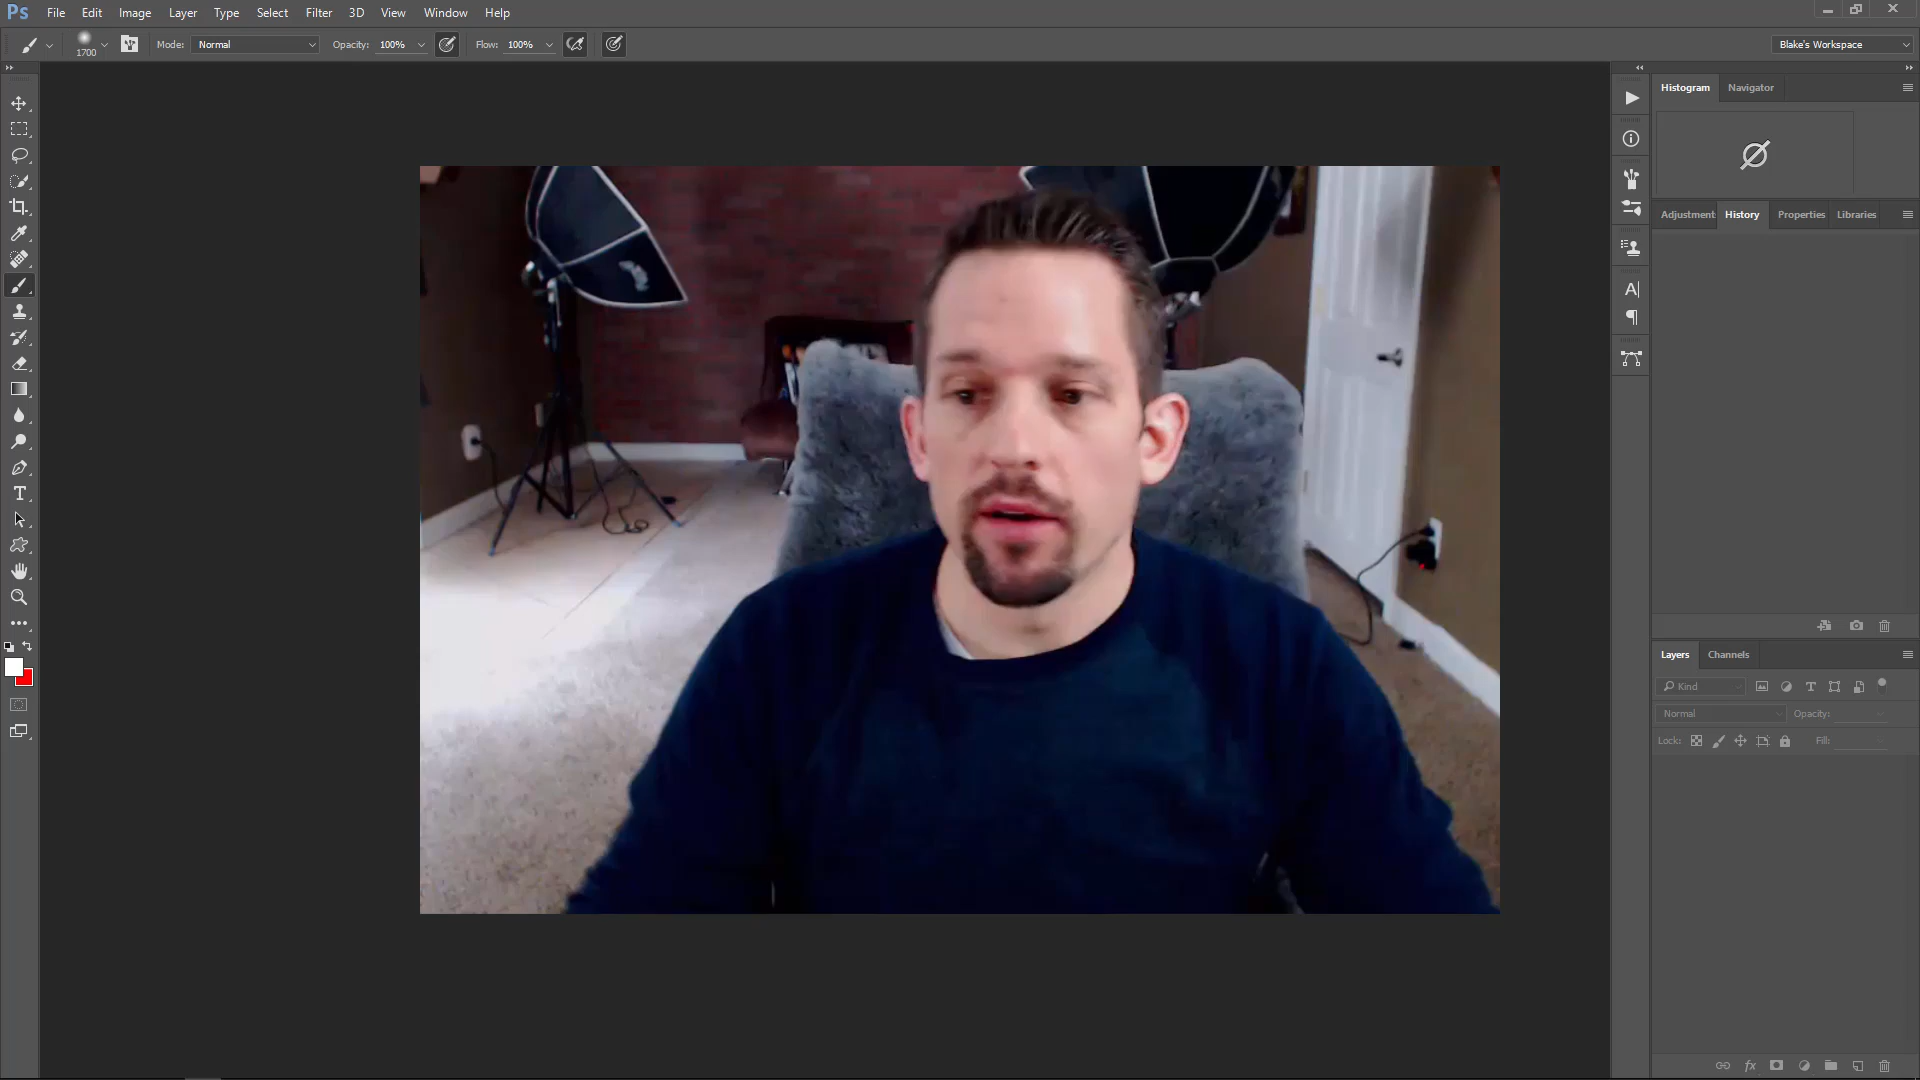 Ps File Edit Image Layer Type Select Filter 3D View Window Help
1700 Mode: Normal Opacity: 100% Flow: 100% Blake's Workspace
Histogram Navigator
Adjustment History Properties Libraries
Layers Channels
Kind T
Normal Opacity:
Lock: Fill:
fx